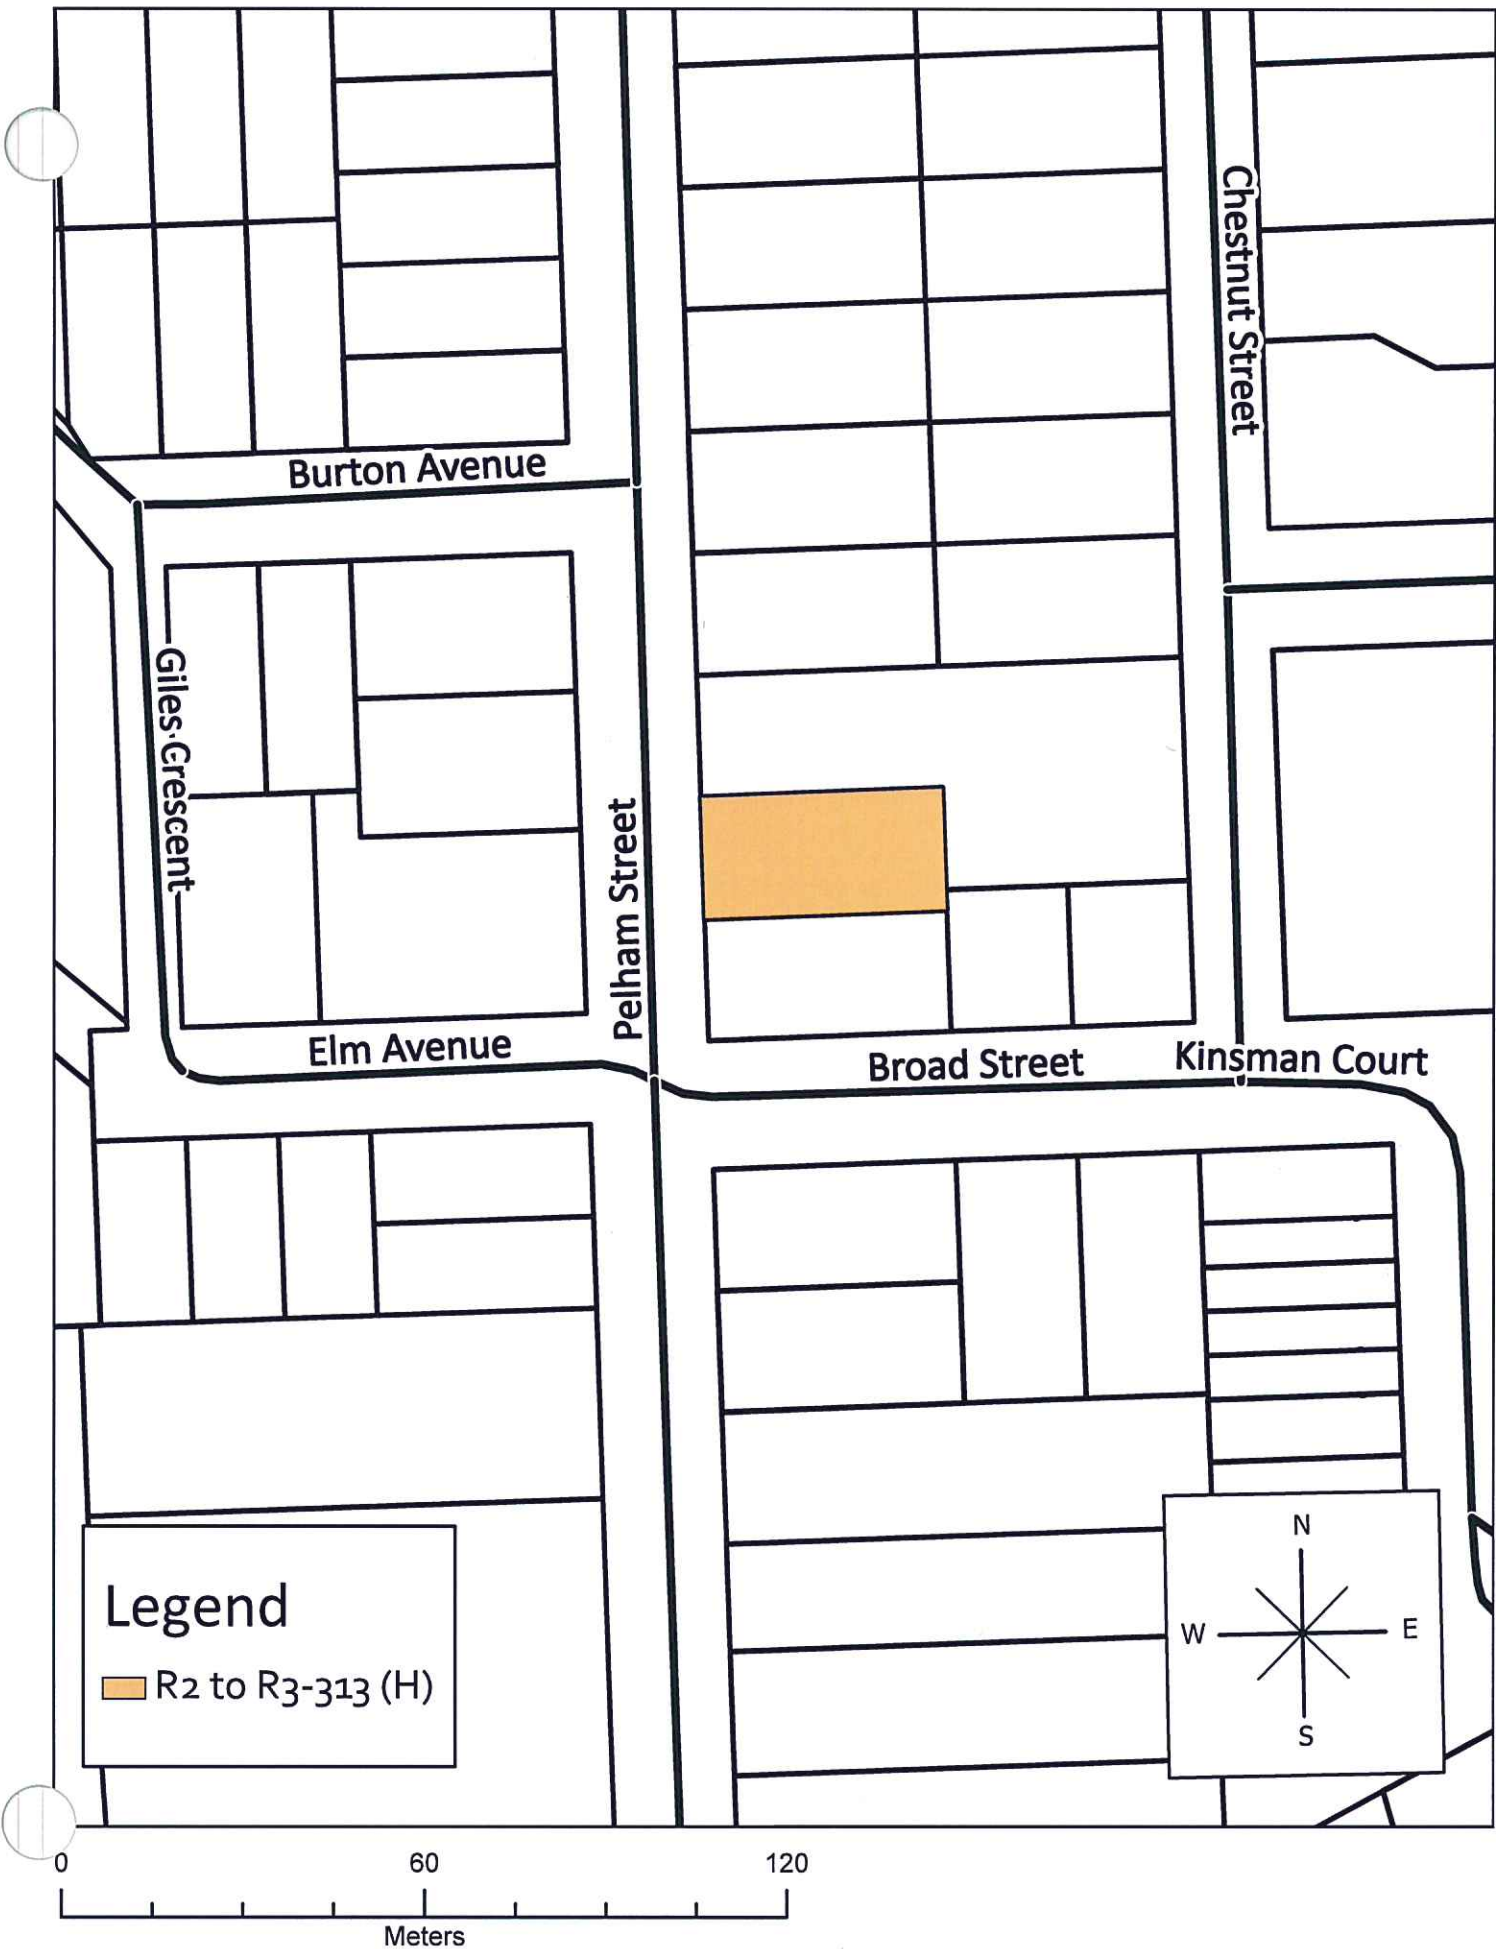 Chestnut Street
Burton Avenue
Giles Crescent
Pelham Street
Elm Avenue
Broad Street
Kinsman Court
Legend
R2 to R3-313 (H)
N
W E
S
0 60 120
Meters